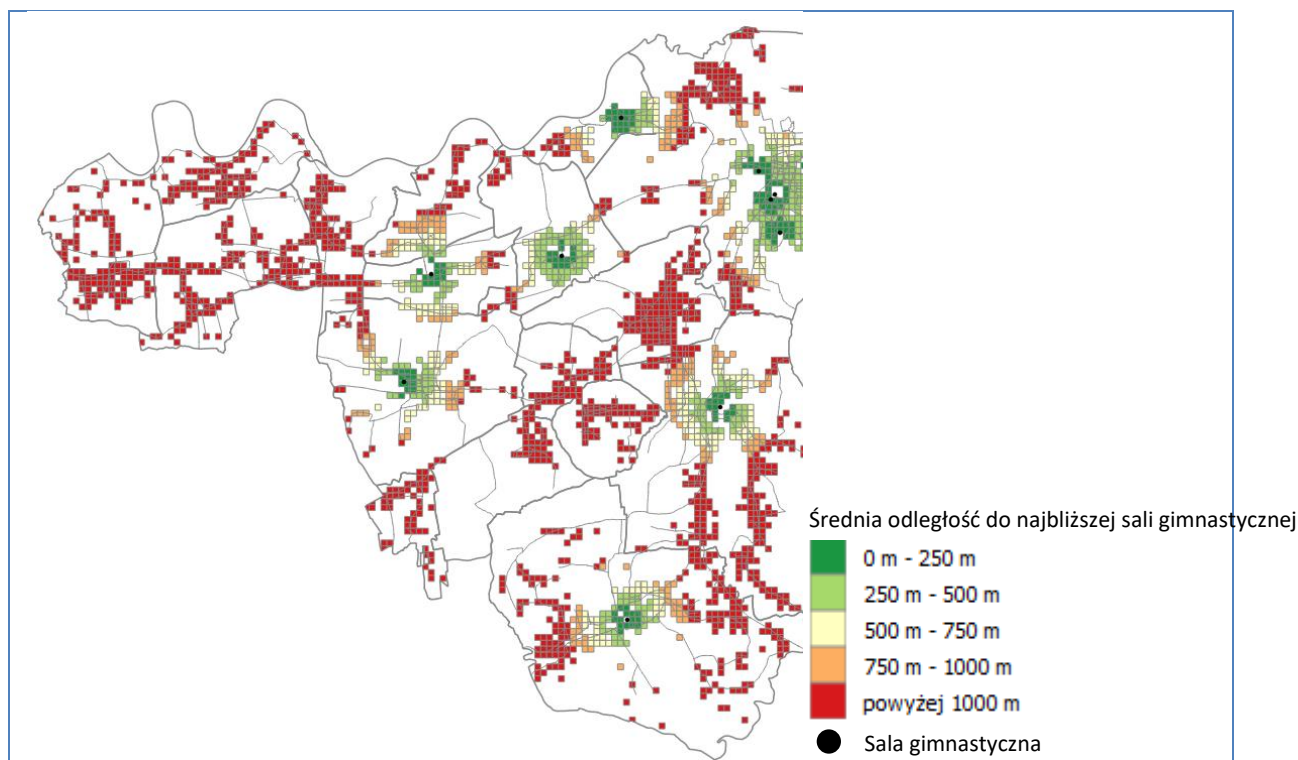 Średnia odległość do najbliższej sali gimnastycznej
0 m - 250 m
250 m - 500 m
500 m - 750 m
750 m - 1000 m
powyżej 1000 m
Sala gimnastyczna